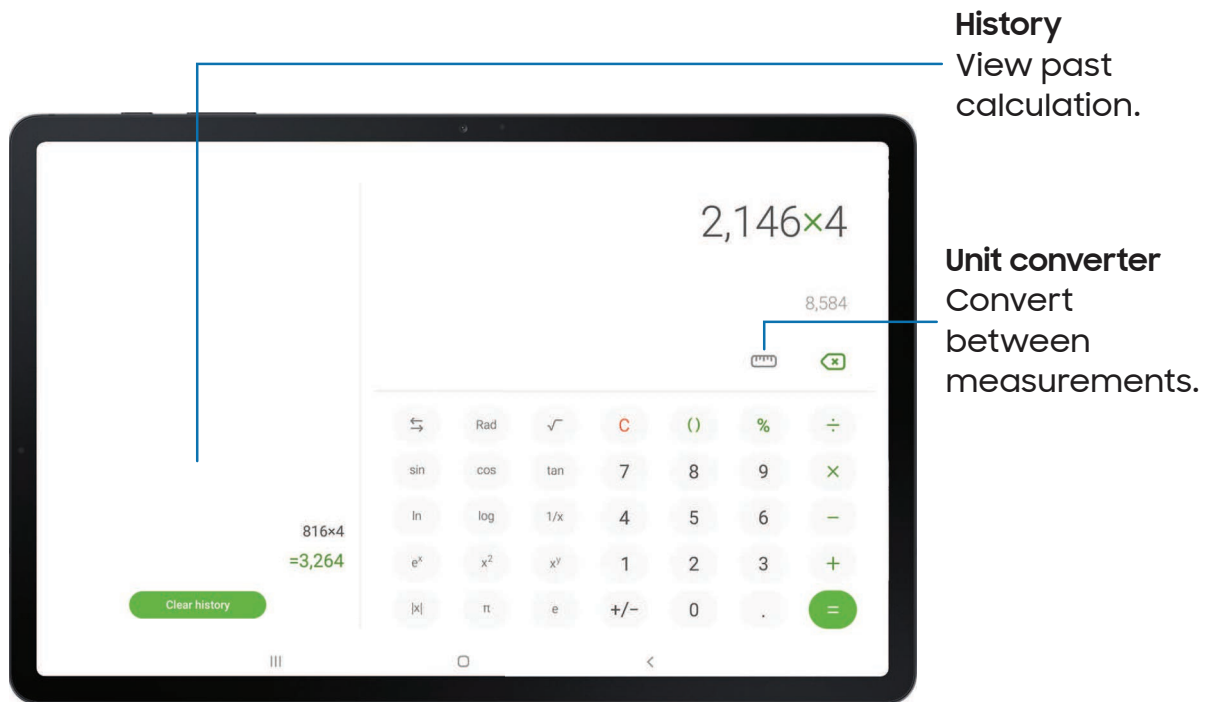 History
View past
calculation.
2,146×4
Unit converter
Convert
between
measurements.
8,584
Rad √ C () % ÷
sin cos tan 7 8 9 ×
ln log 1/x 4 5 6 −
816×4
=3,264
eˣ x² xʸ 1 2 3 +
Clear history
|x| π e +/− 0 . =